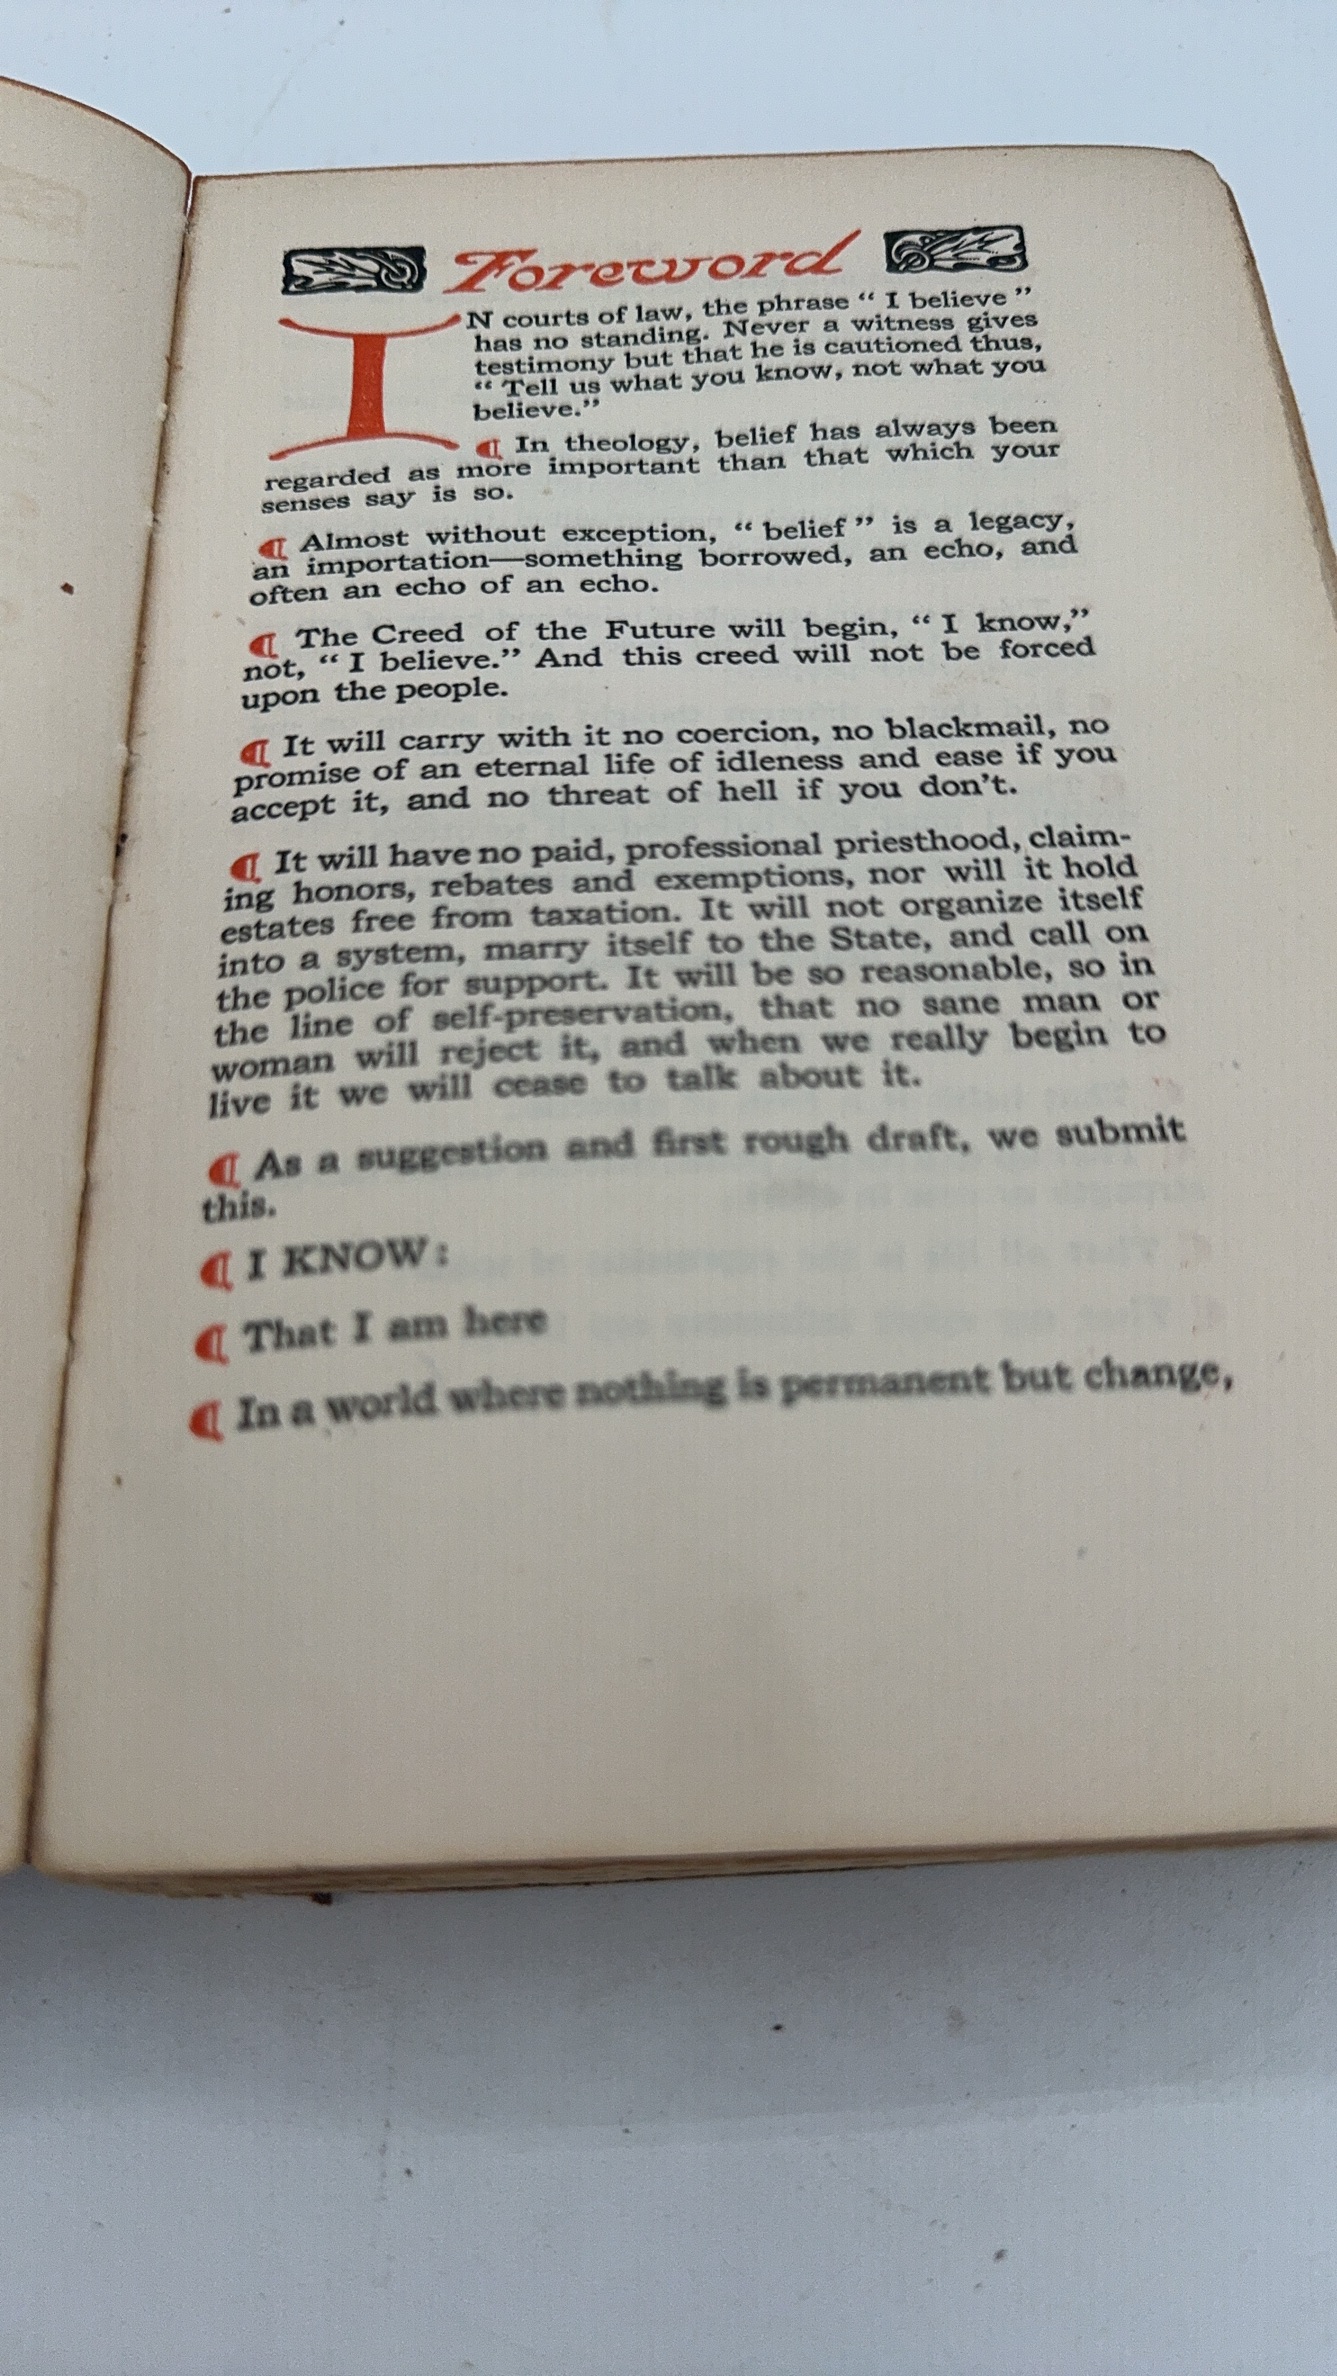 Foreword
IN courts of law, the phrase “ I believe ”
has no standing. Never a witness gives
testimony but that he is cautioned thus,
“ Tell us what you know, not what you
believe.”
¶ In theology, belief has always been
regarded as more important than that which your
senses say is so.
¶ Almost without exception, “ belief ” is a legacy,
an importation—something borrowed, an echo, and
often an echo of an echo.
¶ The Creed of the Future will begin, “ I know,”
not, “ I believe.” And this creed will not be forced
upon the people.
¶ It will carry with it no coercion, no blackmail, no
promise of an eternal life of idleness and ease if you
accept it, and no threat of hell if you don’t.
¶ It will have no paid, professional priesthood, claim-
ing honors, rebates and exemptions, nor will it hold
estates free from taxation. It will not organize itself
into a system, marry itself to the State, and call on
the police for support. It will be so reasonable, so in
the line of self-preservation, that no sane man or
woman will reject it, and when we really begin to
live it we will cease to talk about it.
¶ As a suggestion and first rough draft, we submit
this.
¶ I KNOW:
¶ That I am here
¶ In a world where nothing is permanent but change,